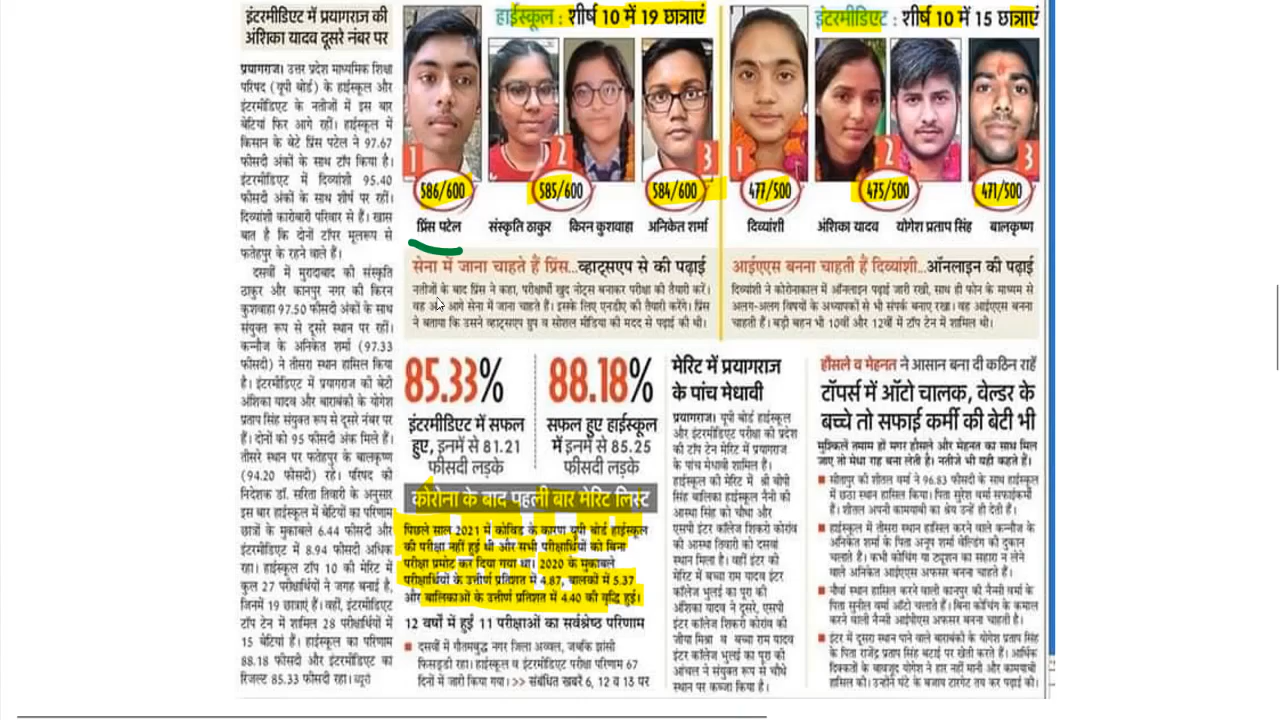 इंटरमीडिएट में प्रयागराज की
अंशिका यादव दूसरे नंबर पर
प्रयागराज। उत्तर प्रदेश माध्यमिक शिक्षा
परिषद (यूपी बोर्ड) के हाईस्कूल और
इंटरमीडिएट के नतीजों में इस बार
बेटियां फिर आगे रहीं। हाईस्कूल में
किसान के बेटे प्रिंस पटेल ने 97.67
फीसदी अंकों के साथ टॉप किया है।
इंटरमीडिएट में दिव्यांशी 95.40
फीसदी अंकों के साथ शीर्ष पर रहीं।
दिव्यांशी कारोबारी परिवार से हैं। खास
बात है कि दोनों टॉपर मूलरूप से
फतेहपुर के रहने वाले हैं।
दसवीं में मुरादाबाद की संस्कृति
ठाकुर और कानपुर नगर की किरन
कुशवाहा 97.50 फीसदी अंकों के साथ
संयुक्त रूप से दूसरे स्थान पर रहीं।
कन्नौज के अनिकेत शर्मा (97.33
फीसदी) ने तीसरा स्थान हासिल किया
है। इंटरमीडिएट में प्रयागराज की बेटी
अंशिका यादव और बाराबंकी के योगेश
प्रताप सिंह संयुक्त रूप से दूसरे नंबर पर
हैं। दोनों को 95 फीसदी अंक मिले हैं।
तीसरे स्थान पर फतेहपुर के बालकृष्ण
(94.20 फीसदी) रहे। परिषद की
निदेशक डॉ. सरिता तिवारी के अनुसार
इस बार हाईस्कूल में बेटियों का परिणाम
छात्रों के मुकाबले 6.44 फीसदी और
इंटरमीडिएट में 8.94 फीसदी अधिक
रहा। हाईस्कूल टॉप 10 की मेरिट में
कुल 27 परीक्षार्थियों ने जगह बनाई है,
जिनमें 19 छात्राएं हैं। वहीं, इंटरमीडिएट
टॉप टेन में शामिल 28 परीक्षार्थियों में
15 बेटियां हैं। हाईस्कूल का परिणाम
88.18 फीसदी और इंटरमीडिएट का
रिजल्ट 85.33 फीसदी रहा। ब्यूरो
हाईस्कूल : शीर्ष 10 में 19 छात्राएं
1
2
3
586/600
585/600
584/600
प्रिंस पटेल
संस्कृति ठाकुर
किरन कुशवाहा
अनिकेत शर्मा
इंटरमीडिएट : शीर्ष 10 में 15 छात्राएं
1
2
3
477/500
475/500
471/500
दिव्यांशी
अंशिका यादव
योगेश प्रताप सिंह
बालकृष्ण
सेना में जाना चाहते हैं प्रिंस...व्हाट्सएप से की पढ़ाई
नतीजों के बाद प्रिंस ने कहा, परीक्षार्थी खुद नोट्स बनाकर परीक्षा की तैयारी करें।
वह आगे सेना में जाना चाहते हैं। इसके लिए एनडीए की तैयारी करेंगे। प्रिंस
ने बताया कि उसने व्हाट्सएप ग्रुप व सोशल मीडिया की मदद से पढ़ाई की थी।
आईएएस बनना चाहती हैं दिव्यांशी...ऑनलाइन की पढ़ाई
दिव्यांशी ने कोरोनाकाल में ऑनलाइन पढ़ाई जारी रखी, साथ ही फोन के माध्यम से
अलग-अलग विषयों के अध्यापकों से भी संपर्क बनाए रखा। वह आईएएस बनना
चाहती हैं। बड़ी बहन भी 10वीं और 12वीं में टॉप टेन में शामिल थी।
85.33%
इंटरमीडिएट में सफल
हुए, इनमें से 81.21
फीसदी लड़के
88.18%
सफल हुए हाईस्कूल
में इनमें से 85.25
फीसदी लड़के
कोरोना के बाद पहली बार मेरिट लिस्ट
पिछले साल 2021 में कोविड के कारण यूपी बोर्ड हाईस्कूल
की परीक्षा नहीं हुई थी और सभी परीक्षार्थियों को बिना
परीक्षा प्रमोट कर दिया गया था। 2020 के मुकाबले
परीक्षार्थियों के उत्तीर्ण प्रतिशत में 4.87, बालकों में 5.37
और बालिकाओं के उत्तीर्ण प्रतिशत में 4.40 की वृद्धि हुई।
12 वर्षों में हुई 11 परीक्षाओं का सर्वश्रेष्ठ परिणाम
दसवीं में गौतमबुद्ध नगर जिला अव्वल, जबकि झांसी
फिसड्डी रहा। हाईस्कूल व इंटरमीडिएट परीक्षा परिणाम 67
दिनों में जारी किया गया। >> संबंधित खबरें 6, 12 व 13 पर
मेरिट में प्रयागराज
के पांच मेधावी
प्रयागराज। यूपी बोर्ड हाईस्कूल
और इंटरमीडिएट परीक्षा की प्रदेश
की टॉप टेन मेरिट में प्रयागराज
के पांच मेधावी शामिल हैं।
हाईस्कूल की मेरिट में श्री बीपी
सिंह बालिका हाईस्कूल नैनी की
आस्था सिंह को चौथा और
एसपी इंटर कॉलेज शिकरो कोरांव
की आस्था तिवारी को दसवां
स्थान मिला है। वहीं इंटर की
मेरिट में बच्चा राम यादव इंटर
कॉलेज भुलई का पूरा की
अंशिका यादव ने दूसरे, एसपी
इंटर कॉलेज शिकरो कोरांव की
जीया मिश्रा व बच्चा राम यादव
इंटर कॉलेज भुलई का पूरा की
आंचल ने संयुक्त रूप से चौथे
स्थान पर कब्जा किया है।
हौसले व मेहनत ने आसान बना दी कठिन राहें
टॉपर्स में ऑटो चालक, वेल्डर के
बच्चे तो सफाई कर्मी की बेटी भी
मुश्किलें तमाम हों मगर हौसले और मेहनत का साथ मिल
जाए तो मेधा राह बना लेती है। नतीजे भी यही कहते हैं।
सीतापुर की शीतल वर्मा ने 96.83 फीसदी के साथ हाईस्कूल
में छठा स्थान हासिल किया। पिता सुरेश वर्मा सफाईकर्मी
हैं। शीतल अपनी कामयाबी का श्रेय उन्हें ही देती हैं।
हाईस्कूल में तीसरा स्थान हासिल करने वाले कन्नौज के
अनिकेत शर्मा के पिता अनूप शर्मा वेल्डिंग की दुकान
चलाते हैं। कभी कोचिंग या ट्यूशन का सहारा न लेने
वाले अनिकेत आईएएस अफसर बनना चाहते हैं।
नौवां स्थान हासिल करने वाली कानपुर की नैन्सी वर्मा के
पिता सुनील वर्मा ऑटो चलाते हैं। बिना कोचिंग के कमाल
करने वाली नैन्सी आईपीएस अफसर बनना चाहती है।
इंटर में दूसरा स्थान पाने वाले बाराबंकी के योगेश प्रताप सिंह
के पिता राजेंद्र प्रताप सिंह बटाई पर खेती करते हैं। आर्थिक
दिक्कतों के बावजूद योगेश ने हार नहीं मानी और कामयाबी
हासिल की। उन्होंने घंटे के बजाय टारगेट तय कर पढ़ाई की।